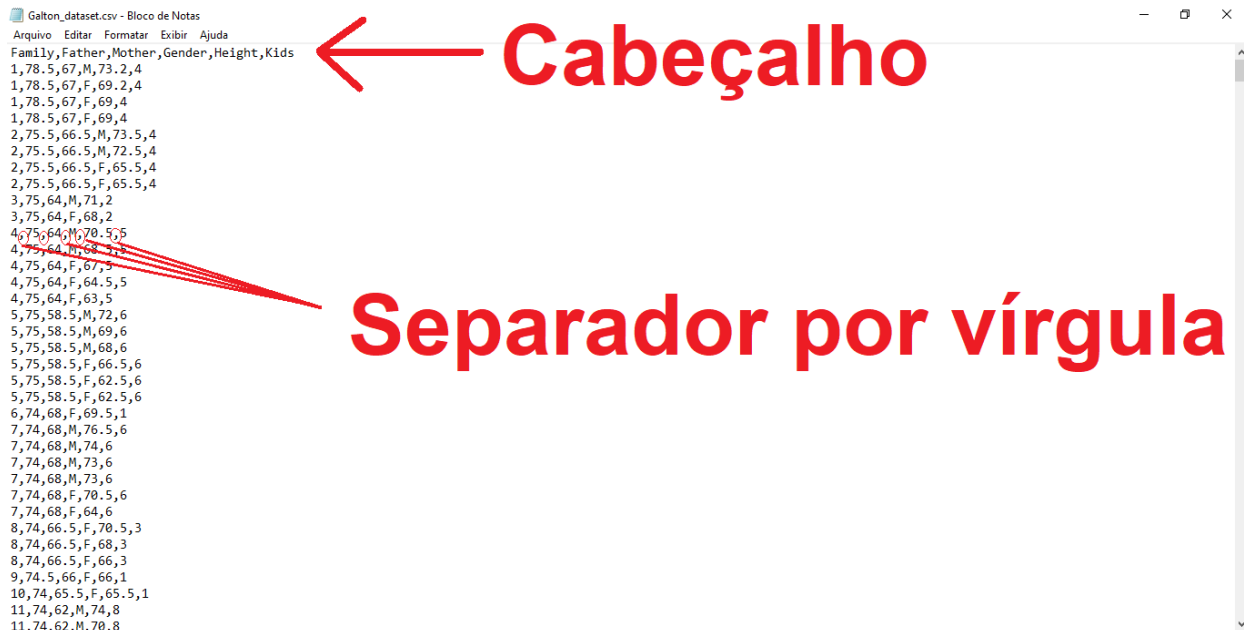 Galton_dataset.csv - Bloco de Notas
Arquivo Editar Formatar Exibir Ajuda
Family,Father,Mother,Gender,Height,Kids
Cabeçalho
1,78.5,67,M,73.2,4
1,78.5,67,F,69.2,4
1,78.5,67,F,69,4
1,78.5,67,F,69,4
2,75.5,66.5,M,73.5,4
2,75.5,66.5,M,72.5,4
2,75.5,66.5,F,65.5,4
2,75.5,66.5,F,65.5,4
3,75,64,M,71,2
3,75,64,F,68,2
4,75,64,M,70.5,5
4,75,64,M,68.5,5
4,75,64,F,67,5
4,75,64,F,64.5,5
4,75,64,F,63,5
5,75,58.5,M,72,6
Separador por vírgula
5,75,58.5,M,69,6
5,75,58.5,M,68,6
5,75,58.5,F,66.5,6
5,75,58.5,F,62.5,6
5,75,58.5,F,62.5,6
6,74,68,F,69.5,1
7,74,68,M,76.5,6
7,74,68,M,74,6
7,74,68,M,73,6
7,74,68,M,73,6
7,74,68,F,70.5,6
7,74,68,F,64,6
8,74,66.5,F,70.5,3
8,74,66.5,F,68,3
8,74,66.5,F,66,3
9,74.5,66,F,66,1
10,74,65.5,F,65.5,1
11,74,62,M,74,8
11,74,62,M,70,8